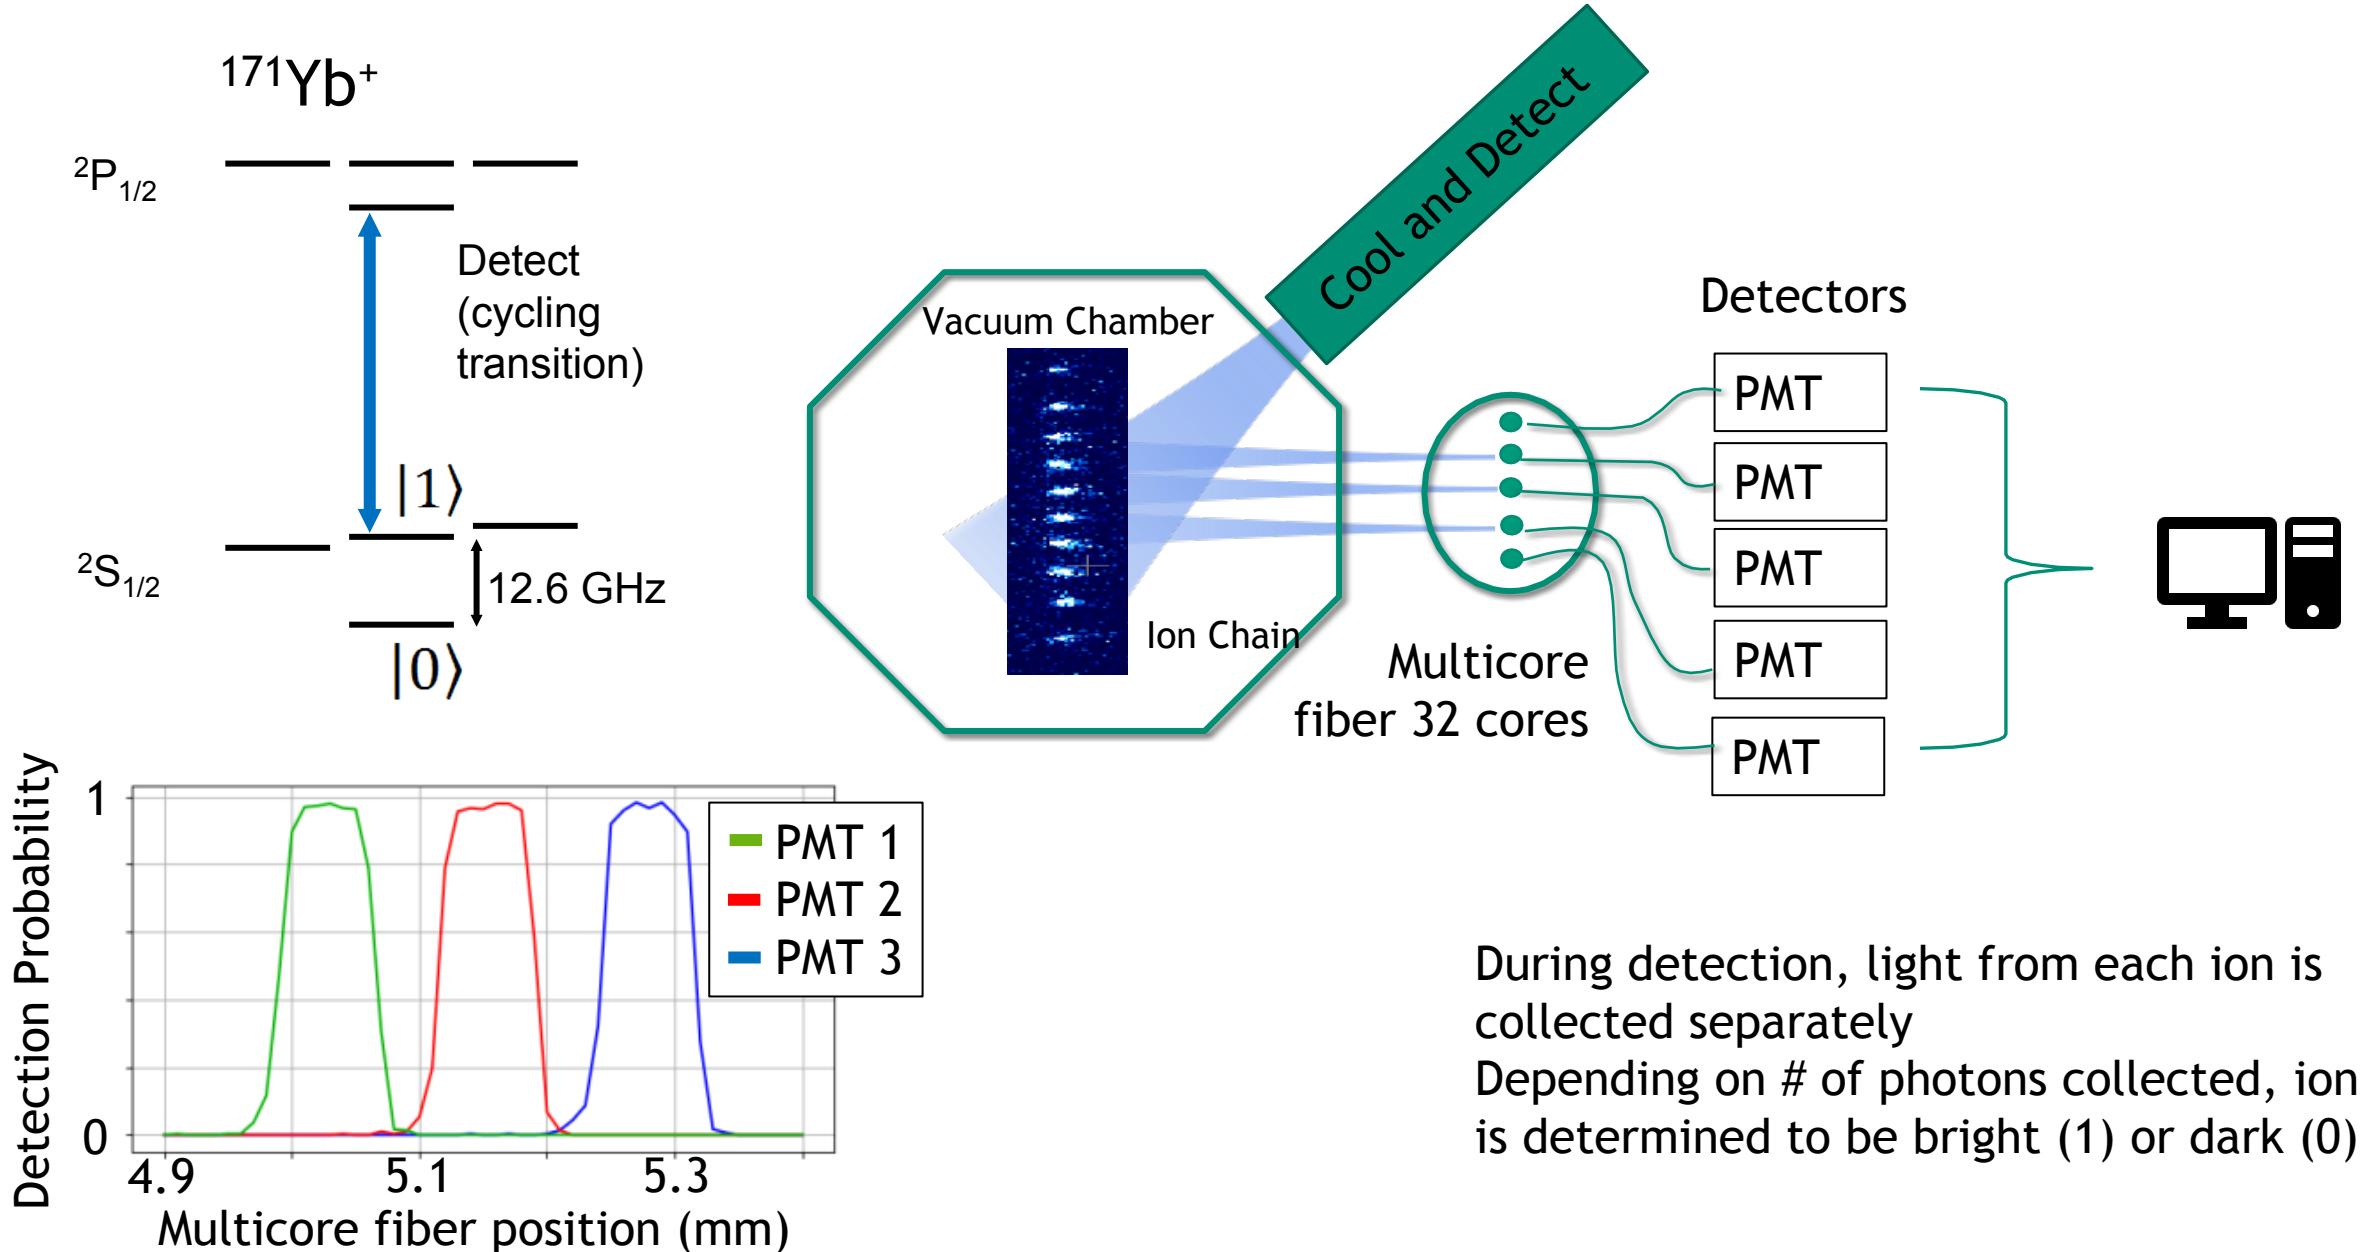 ¹⁷¹Yb⁺
²P₁/₂
Detect
(cycling
transition)
|1⟩
²S₁/₂
12.6 GHz
|0⟩
Cool and Detect
Vacuum Chamber
Ion Chain
Multicore
fiber 32 cores
Detectors
PMT
PMT
PMT
PMT
PMT
Detection Probability
1
0
4.9
5.1
5.3
Multicore fiber position (mm)
PMT 1
PMT 2
PMT 3
During detection, light from each ion is
collected separately
Depending on # of photons collected, ion
is determined to be bright (1) or dark (0)